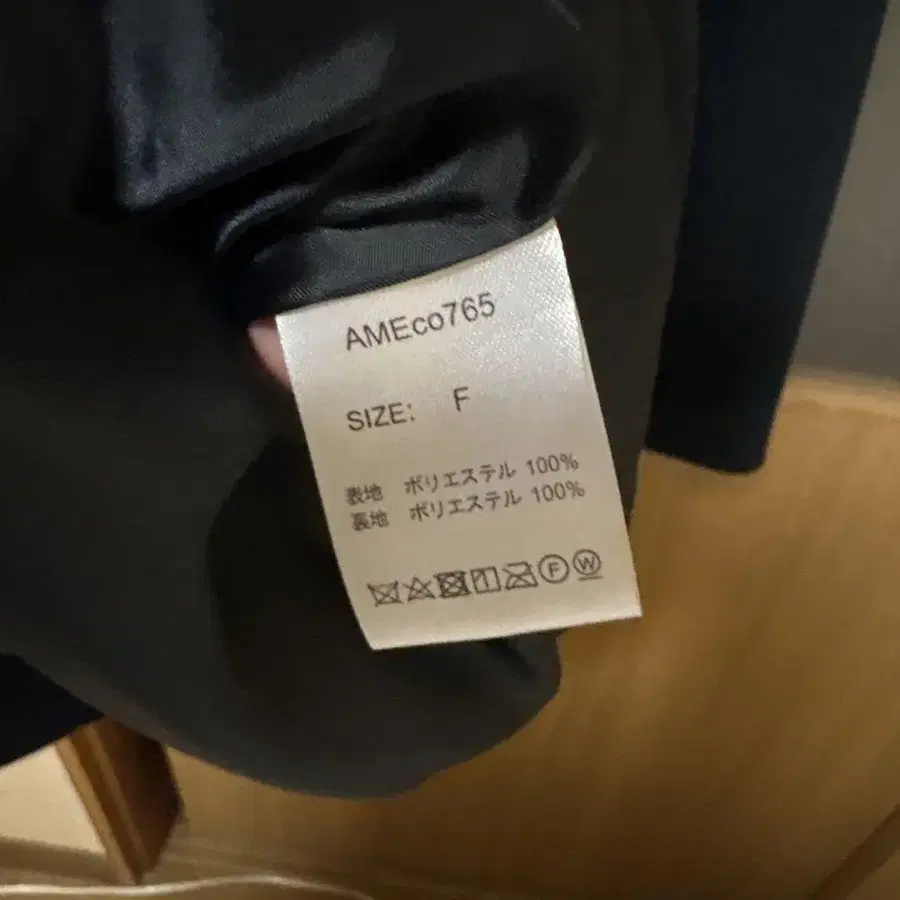 AMEco765
SIZE: F
表地 ポリエステル 100%
裏地 ポリエステル 100%
F W